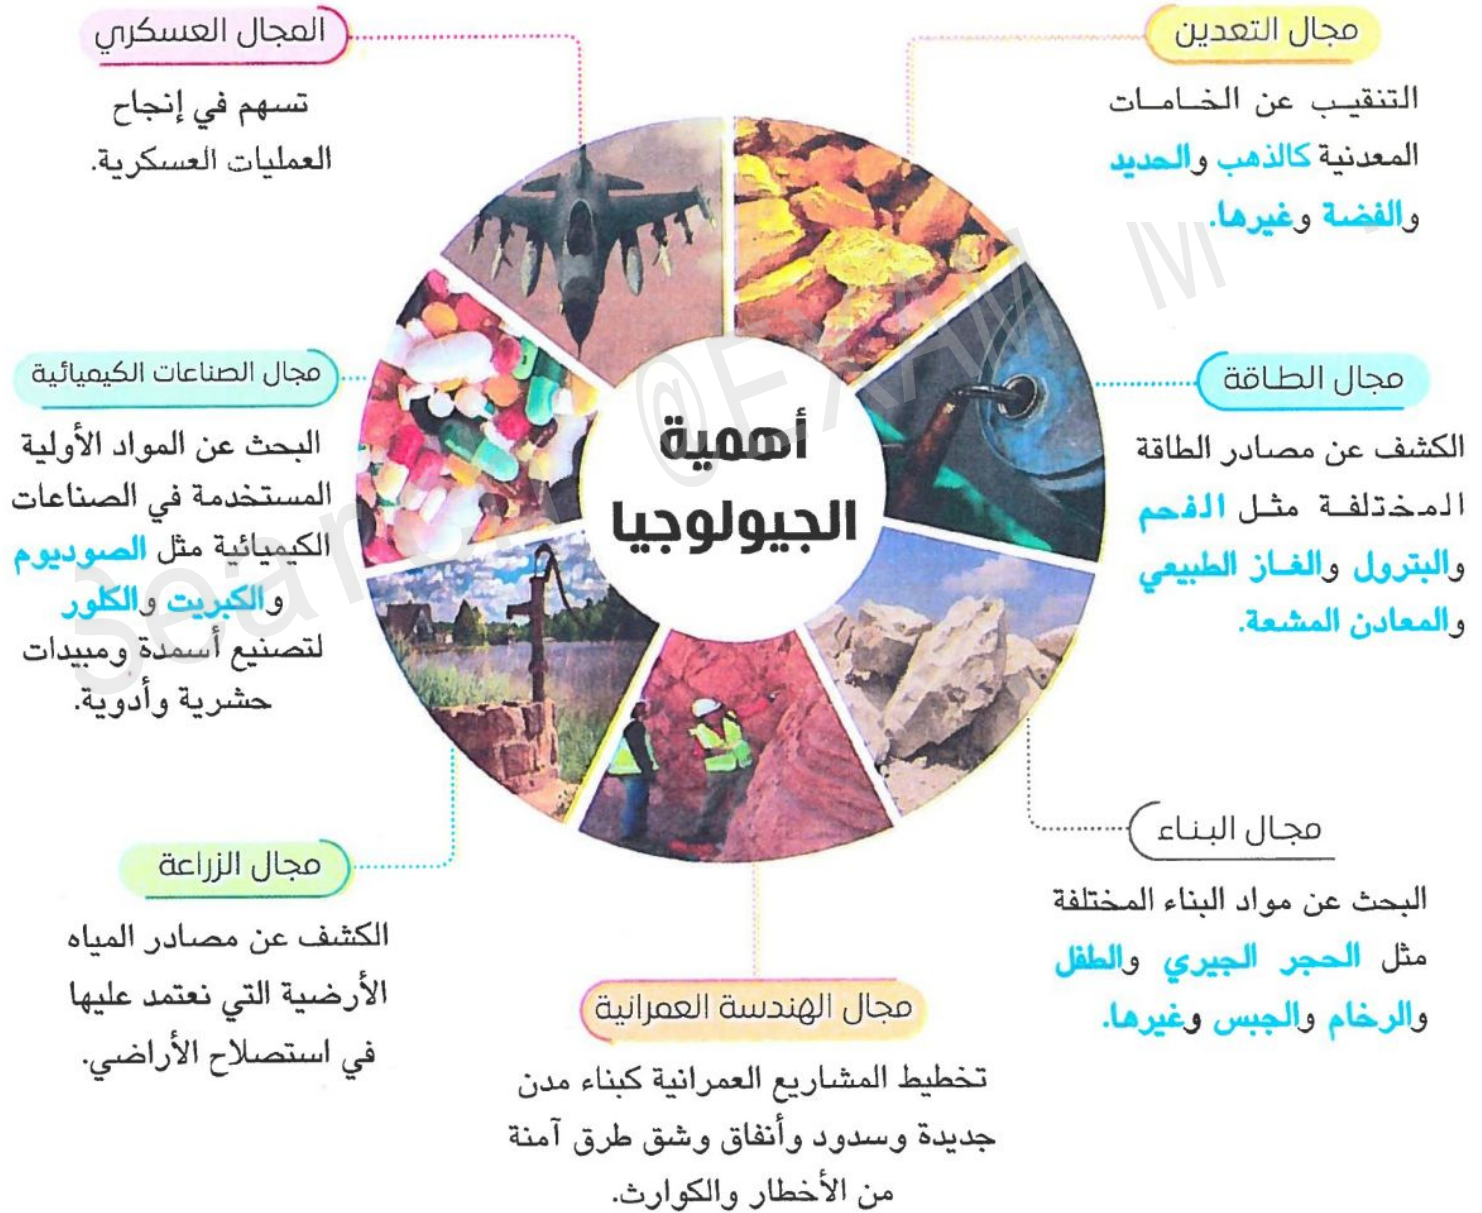 أهمية
الجيولوجيا
مجال التعدين
التنقيب عن الخامات
المعدنية كالذهب والحديد
والفضة وغيرها.
مجال الطاقة
الكشف عن مصادر الطاقة
المختلفة مثل الفحم
والبترول والغاز الطبيعي
والمعادن المشعة.
مجال البناء
البحث عن مواد البناء المختلفة
مثل الحجر الجيري والطفل
والرخام والجبس وغيرها.
مجال الهندسة العمرانية
تخطيط المشاريع العمرانية كبناء مدن
جديدة وسدود وأنفاق وشق طرق آمنة
من الأخطار والكوارث.
مجال الزراعة
الكشف عن مصادر المياه
الأرضية التي نعتمد عليها
في استصلاح الأراضي.
مجال الصناعات الكيميائية
البحث عن المواد الأولية
المستخدمة في الصناعات
الكيميائية مثل الصوديوم
والكبريت والكلور
لتصنيع أسمدة ومبيدات
حشرية وأدوية.
المجال العسكري
تسهم في إنجاح
العمليات العسكرية.